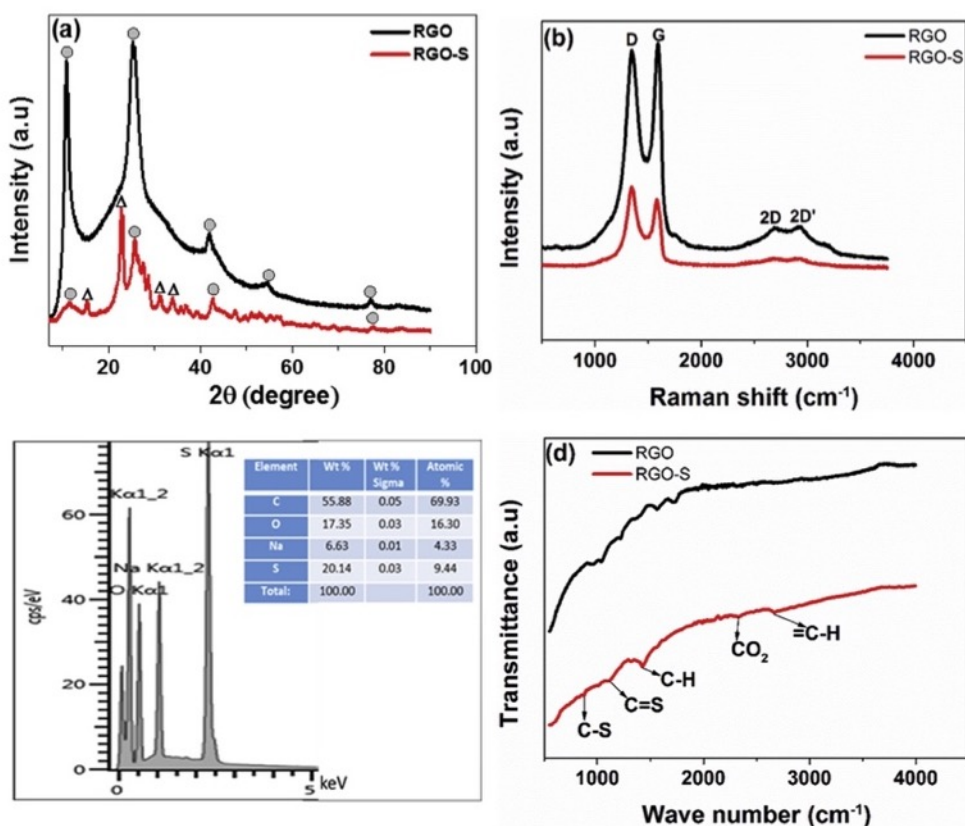 (a)
RGO
RGO-S
Δ
Δ
Δ
Δ
Intensity (a.u)
0
20
40
60
80
100
2θ (degree)
(b)
RGO
RGO-S
D
G
2D
2D'
Intensity (a.u)
1000
2000
3000
4000
Raman shift (cm⁻¹)
S Kα1
Kα1_2
Na Kα1_2
O Kα1
60
40
20
0
cps/eV
0
5
keV
Element Wt % Wt % Sigma Atomic %
C 55.88 0.05 69.93
O 17.35 0.03 16.30
Na 6.63 0.01 4.33
S 20.14 0.03 9.44
Total: 100.00 100.00
(d)
RGO
RGO-S
C-S
C=S
C-H
CO₂
=C-H
Transmittance (a.u)
1000
2000
3000
4000
Wave number (cm⁻¹)